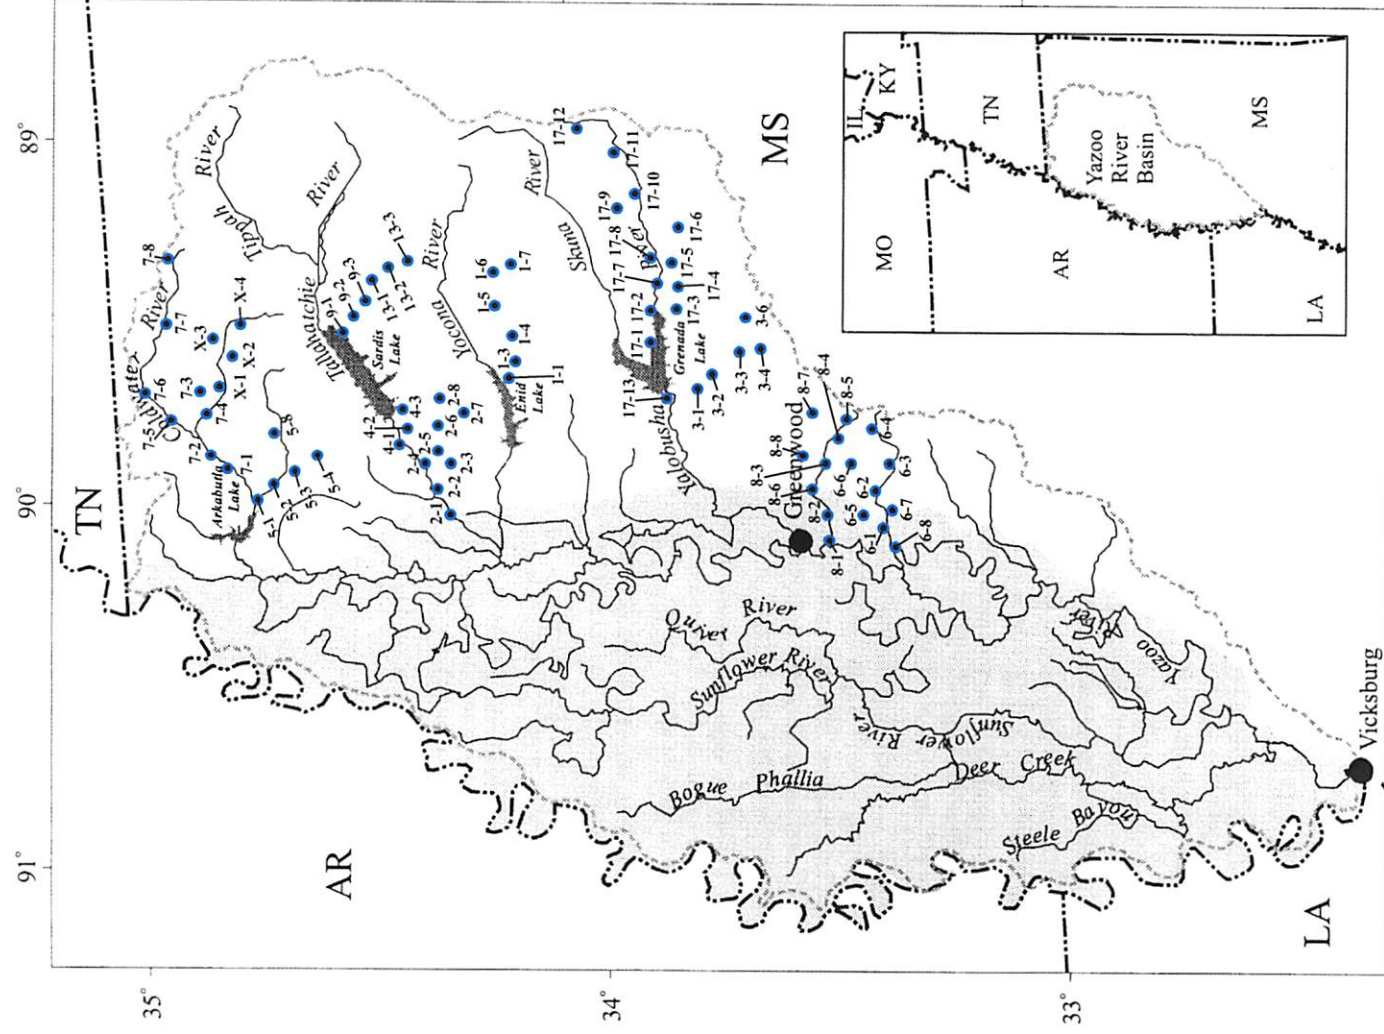 89°
90°
91°
35°
34°
33°
TN
AR
LA
MS
Tippah River
River
Tallahatchie
Coldwater River
Yocona River
Skuna River
Yalobusha River
Arkabutla Lake
Sardis Lake
Enid Lake
Grenada Lake
Greenwood
Vicksburg
Quiver River
Sunflower River
Sunflower River
Bogue Phallia
Deer Creek
Steele Bayou
Yazoo River
7-8
7-7
7-6
7-5
7-3
7-4
7-2
7-1
X-3
X-4
X-2
X-1
5-8
5-1
5-2
5-3
5-4
9-1
9-2
9-3
13-1
13-2
13-3
4-2
4-3
4-1
2-8
2-7
2-6
2-5
2-4
2-3
2-2
2-1
1-6
1-7
1-5
1-4
1-3
1-1
17-12
17-11
17-10
17-9
17-8
17-7
17-6
17-5
17-4
17-3
17-2
17-11
17-13
3-1
3-2
3-3
3-4
3-6
8-4
8-7
8-5
8-8
8-3
8-6
8-2
8-1
6-4
6-3
6-6
6-2
6-5
6-7
6-1
6-8
IL
KY
MO
TN
AR
MS
LA
Yazoo
River
Basin